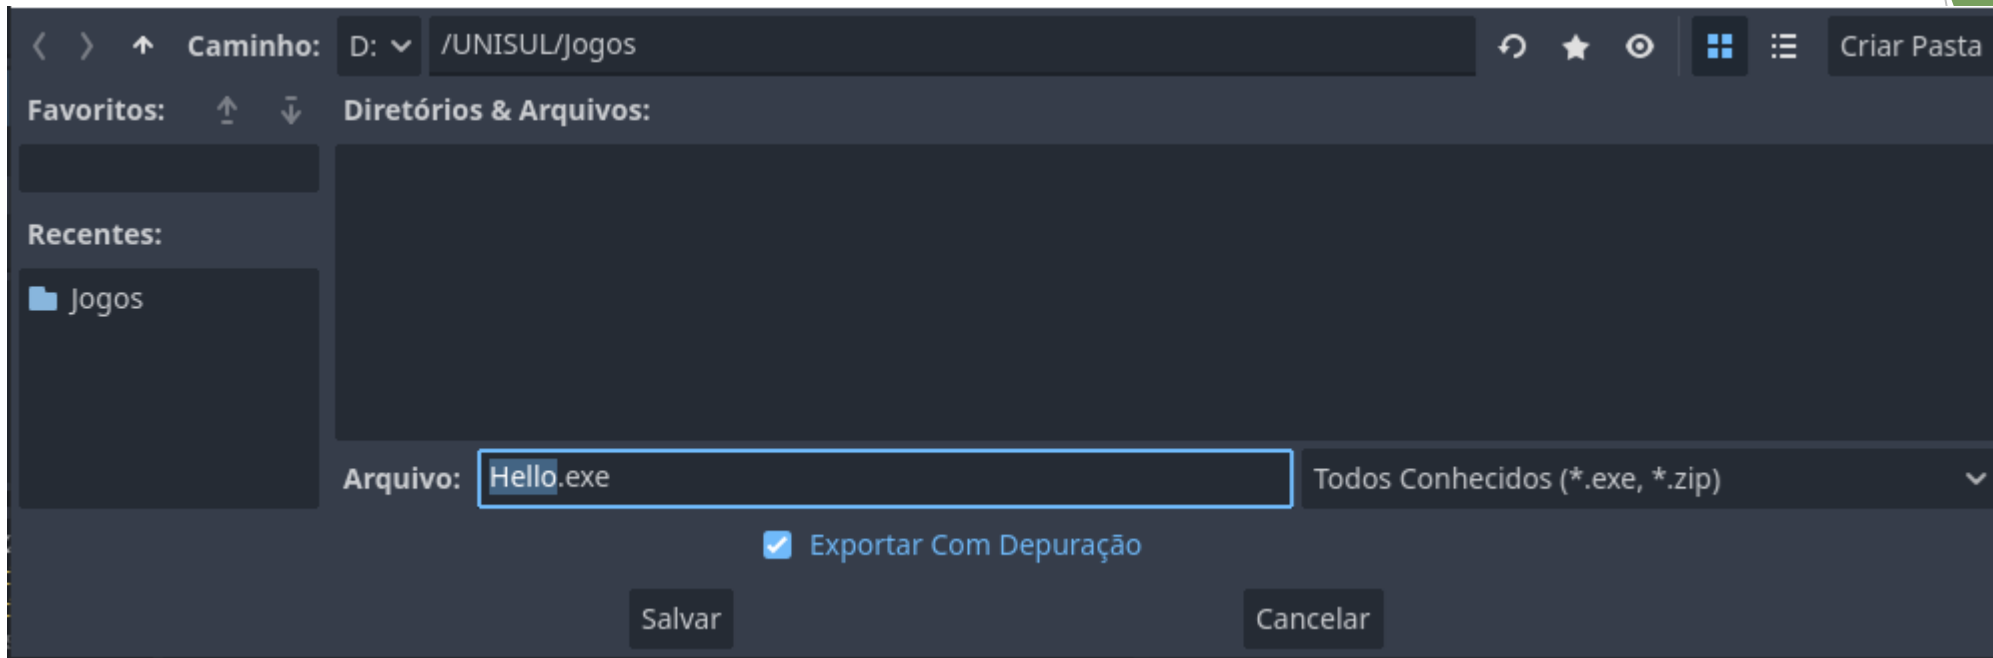 Caminho: D: /UNISUL/Jogos Criar Pasta
Favoritos: Diretórios & Arquivos:
Recentes:
Jogos
Arquivo: Hello.exe Todos Conhecidos (*.exe, *.zip)
Exportar Com Depuração
Salvar Cancelar